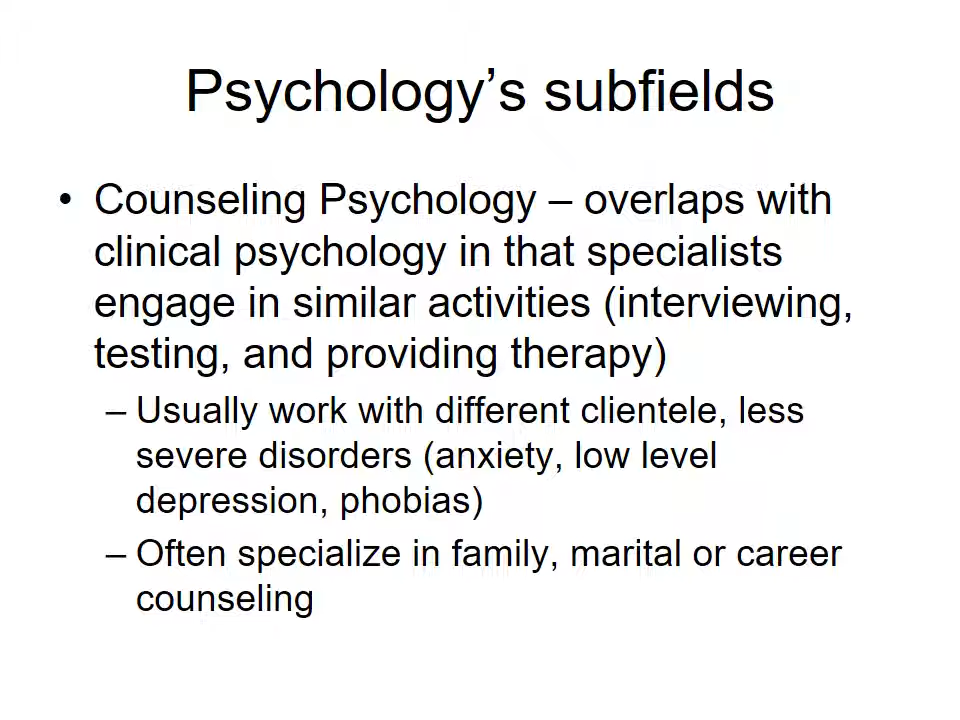 Psychology’s subfields
• Counseling Psychology – overlaps with
clinical psychology in that specialists
engage in similar activities (interviewing,
testing, and providing therapy)
– Usually work with different clientele, less
severe disorders (anxiety, low level
depression, phobias)
– Often specialize in family, marital or career
counseling